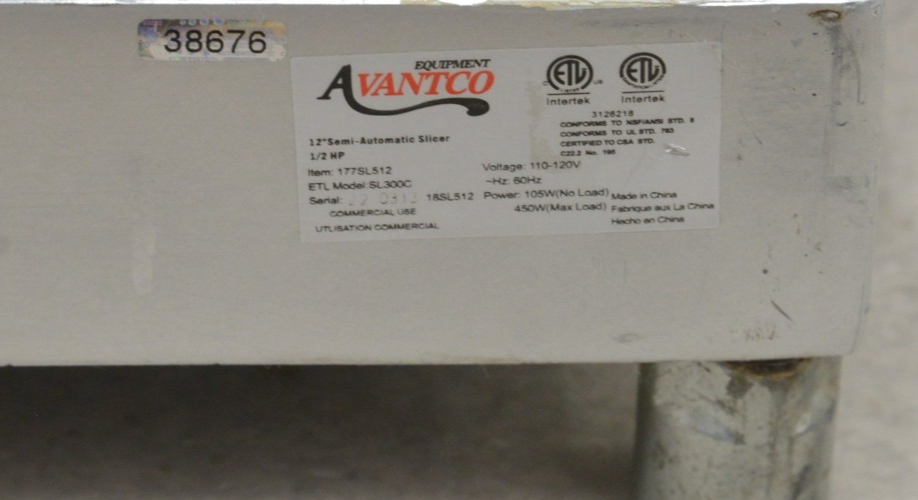 38676
EQUIPMENT
AVANTCO
12"Semi-Automatic Slicer
1/2 HP
Item: 177SL512
ETL Model:SL300C
Serial: 18SL512
COMMERCIAL USE
UTLISATION COMMERCIAL
Voltage: 110-120V
~Hz: 60Hz
Power: 105W(No Load)
450W(Max Load)
ETL
Intertek
ETL
Intertek
3126218
CONFORMS TO NSF/ANSI STD. 8
CONFORMS TO UL STD. 763
CERTIFIED TO CSA STD.
C22.2 No. 195
Made in China
Fabrique aux La China
Hecho en China